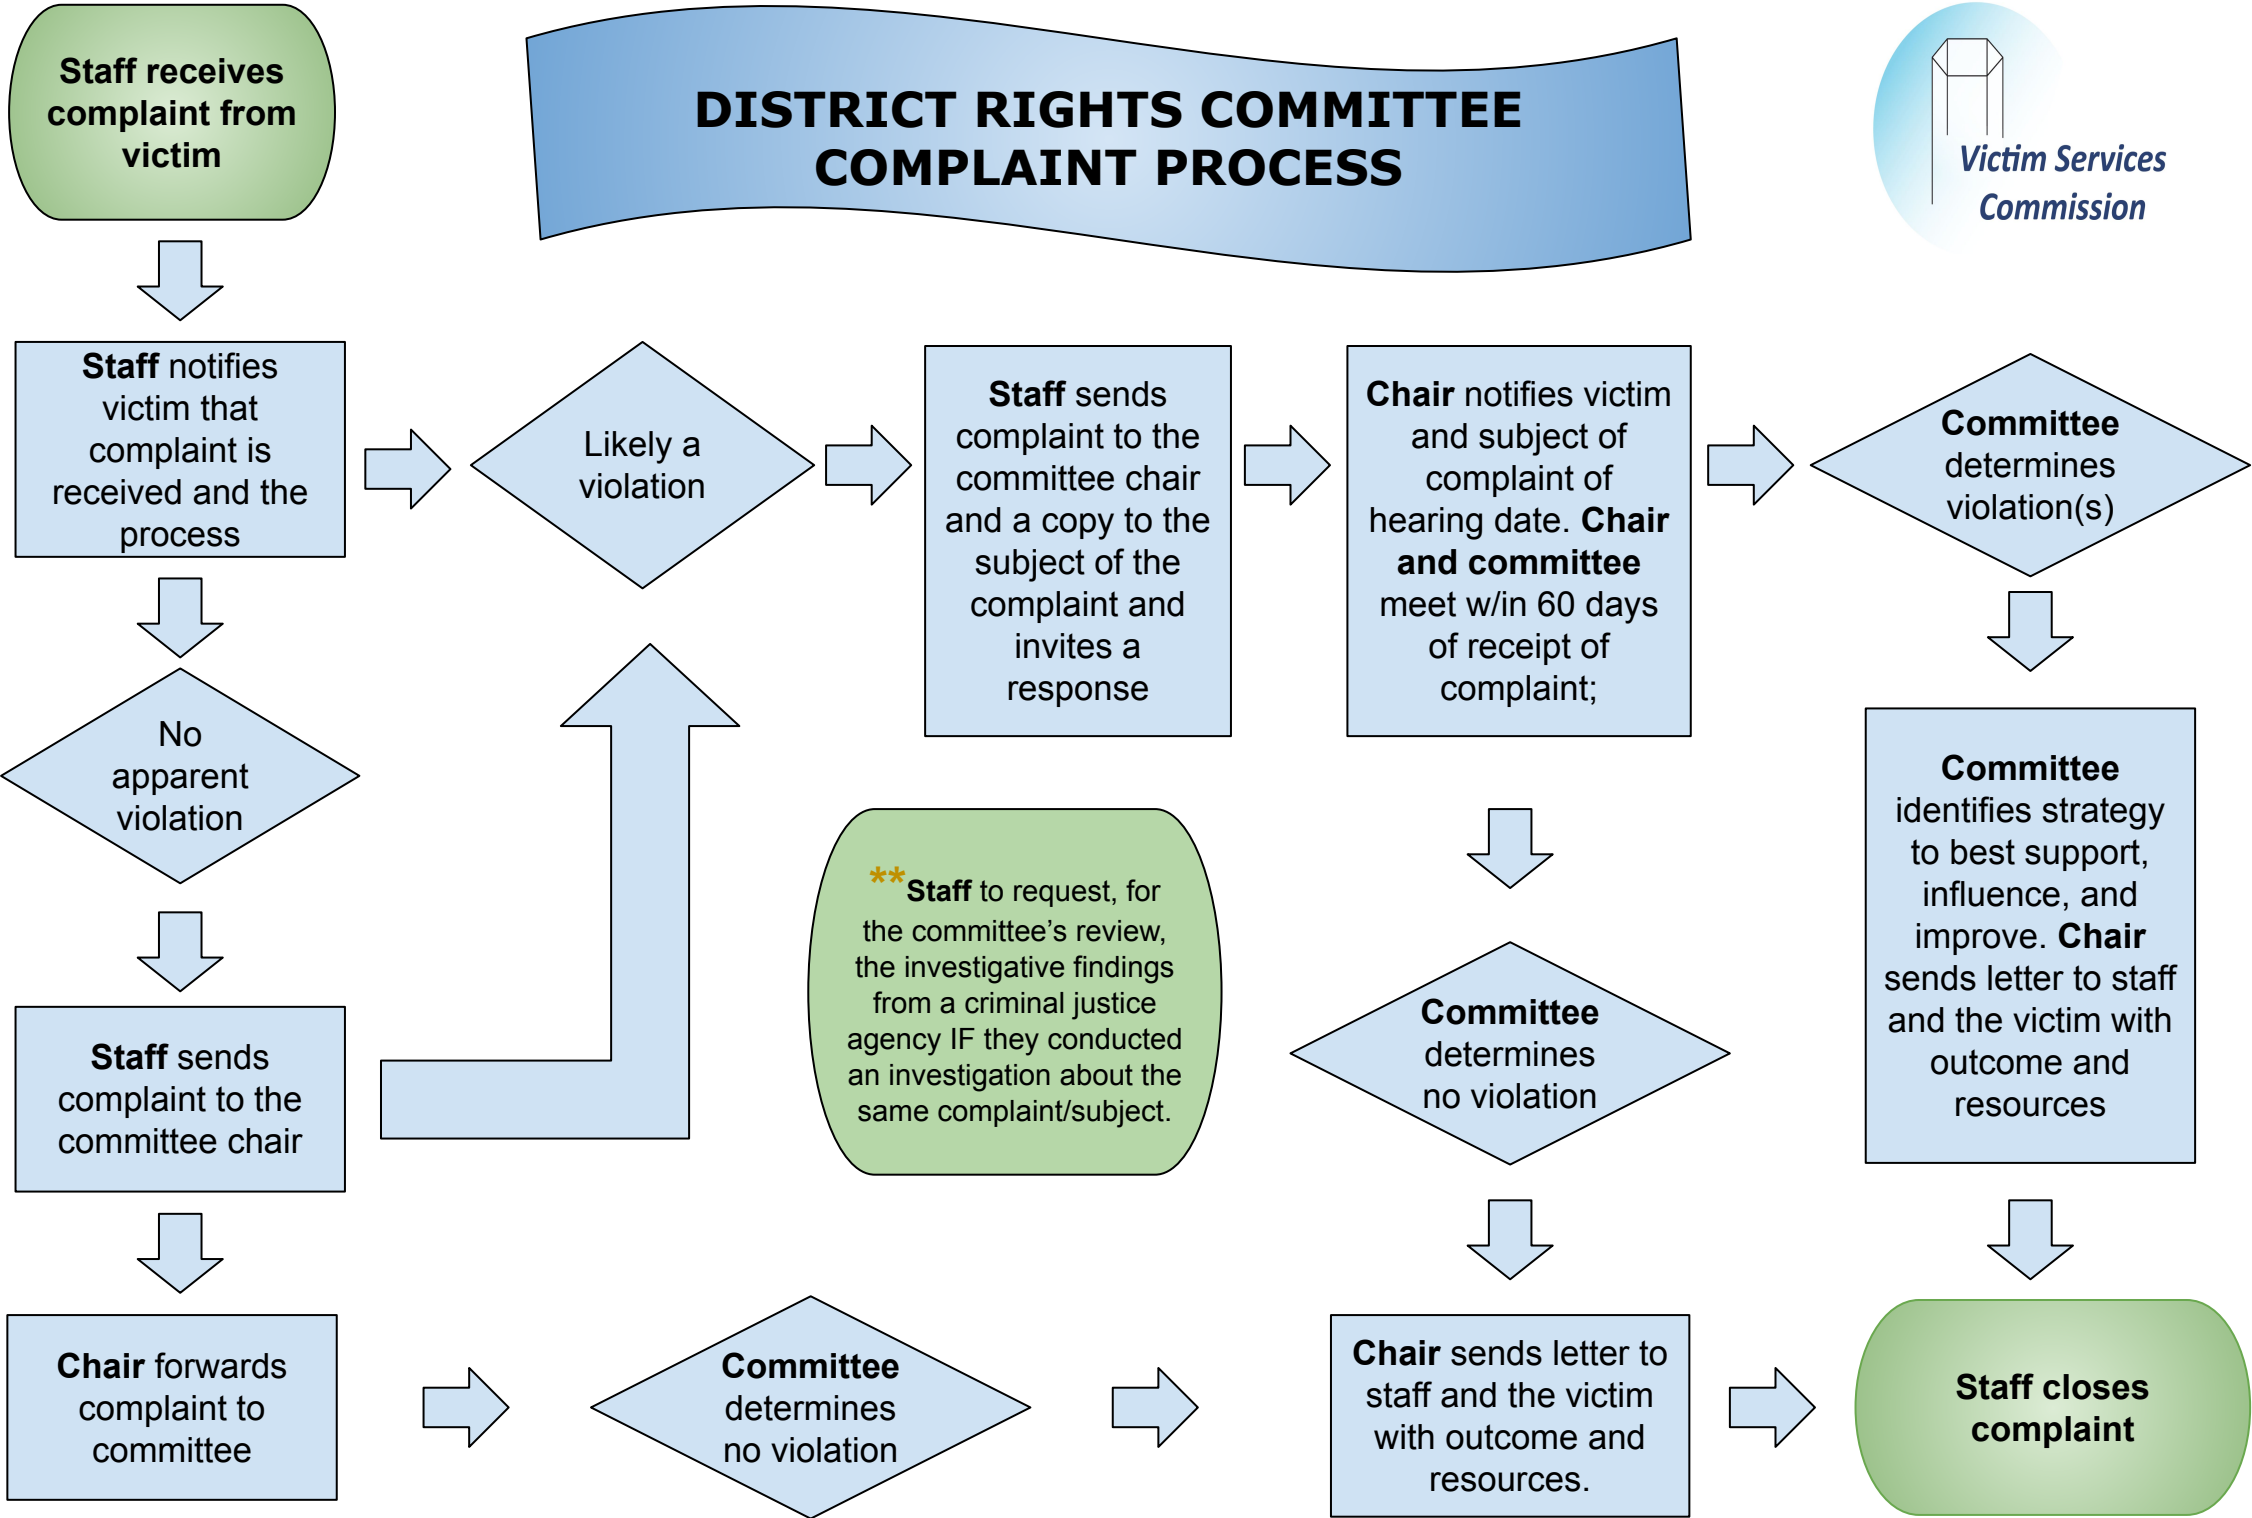 Staff receives
complaint from
victim
DISTRICT RIGHTS COMMITTEE
COMPLAINT PROCESS
Victim Services
Commission
Staff notifies
victim that
complaint is
received and the
process
Likely a
violation
Staff sends
complaint to the
committee chair
and a copy to the
subject of the
complaint and
invites a
response
Chair notifies victim
and subject of
complaint of
hearing date. Chair
and committee
meet w/in 60 days
of receipt of
complaint;
Committee
determines
violation(s)
No
apparent
violation
**Staff to request, for
the committee’s review,
the investigative findings
from a criminal justice
agency IF they conducted
an investigation about the
same complaint/subject.
Committee
determines
no violation
Committee
identifies strategy
to best support,
influence, and
improve. Chair
sends letter to staff
and the victim with
outcome and
resources
Staff sends
complaint to the
committee chair
Chair forwards
complaint to
committee
Committee
determines
no violation
Chair sends letter to
staff and the victim
with outcome and
resources.
Staff closes
complaint